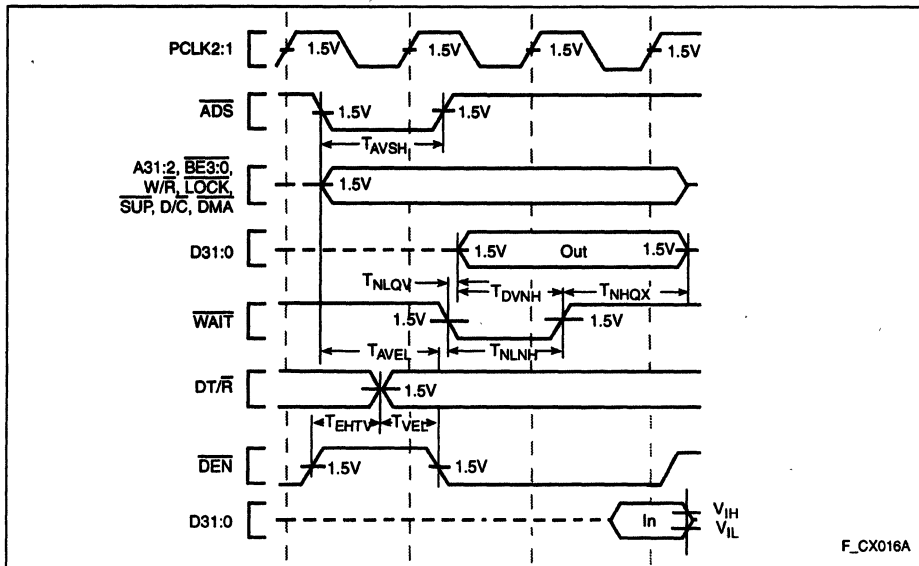 PCLK2:1 1.5V 1.5V 1.5V 1.5V
ADS 1.5V 1.5V
TAVSH
A31:2, BE3:0,
W/R, LOCK,
SUP, D/C, DMA
1.5V
D31:0 1.5V Out 1.5V
TNLQV TDVNH TNHQX
WAIT 1.5V 1.5V
TAVEL TNLNH
DT/R 1.5V
TEHTV TVEL
DEN 1.5V 1.5V
D31:0 In VIH
VIL
F_CX016A